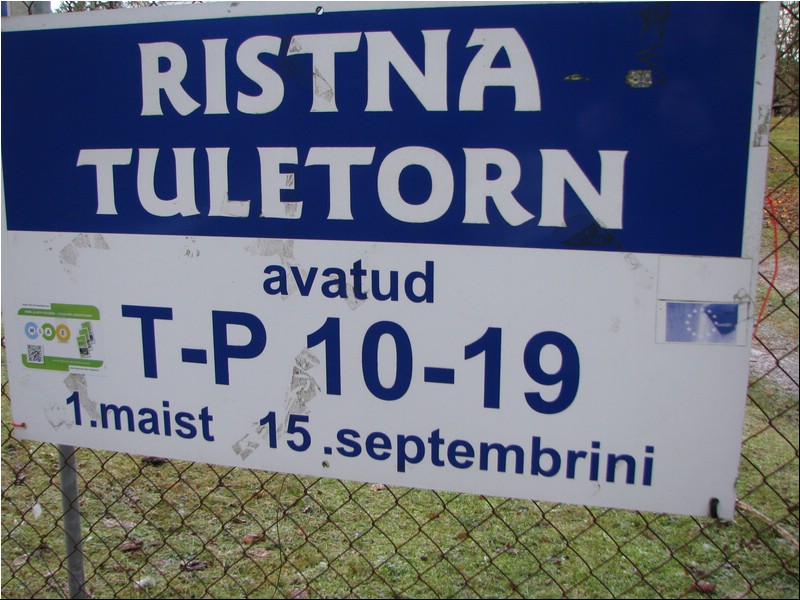 RISTNA
TULETORN
avatud
T-P 10-19
1.maist 15.septembrini